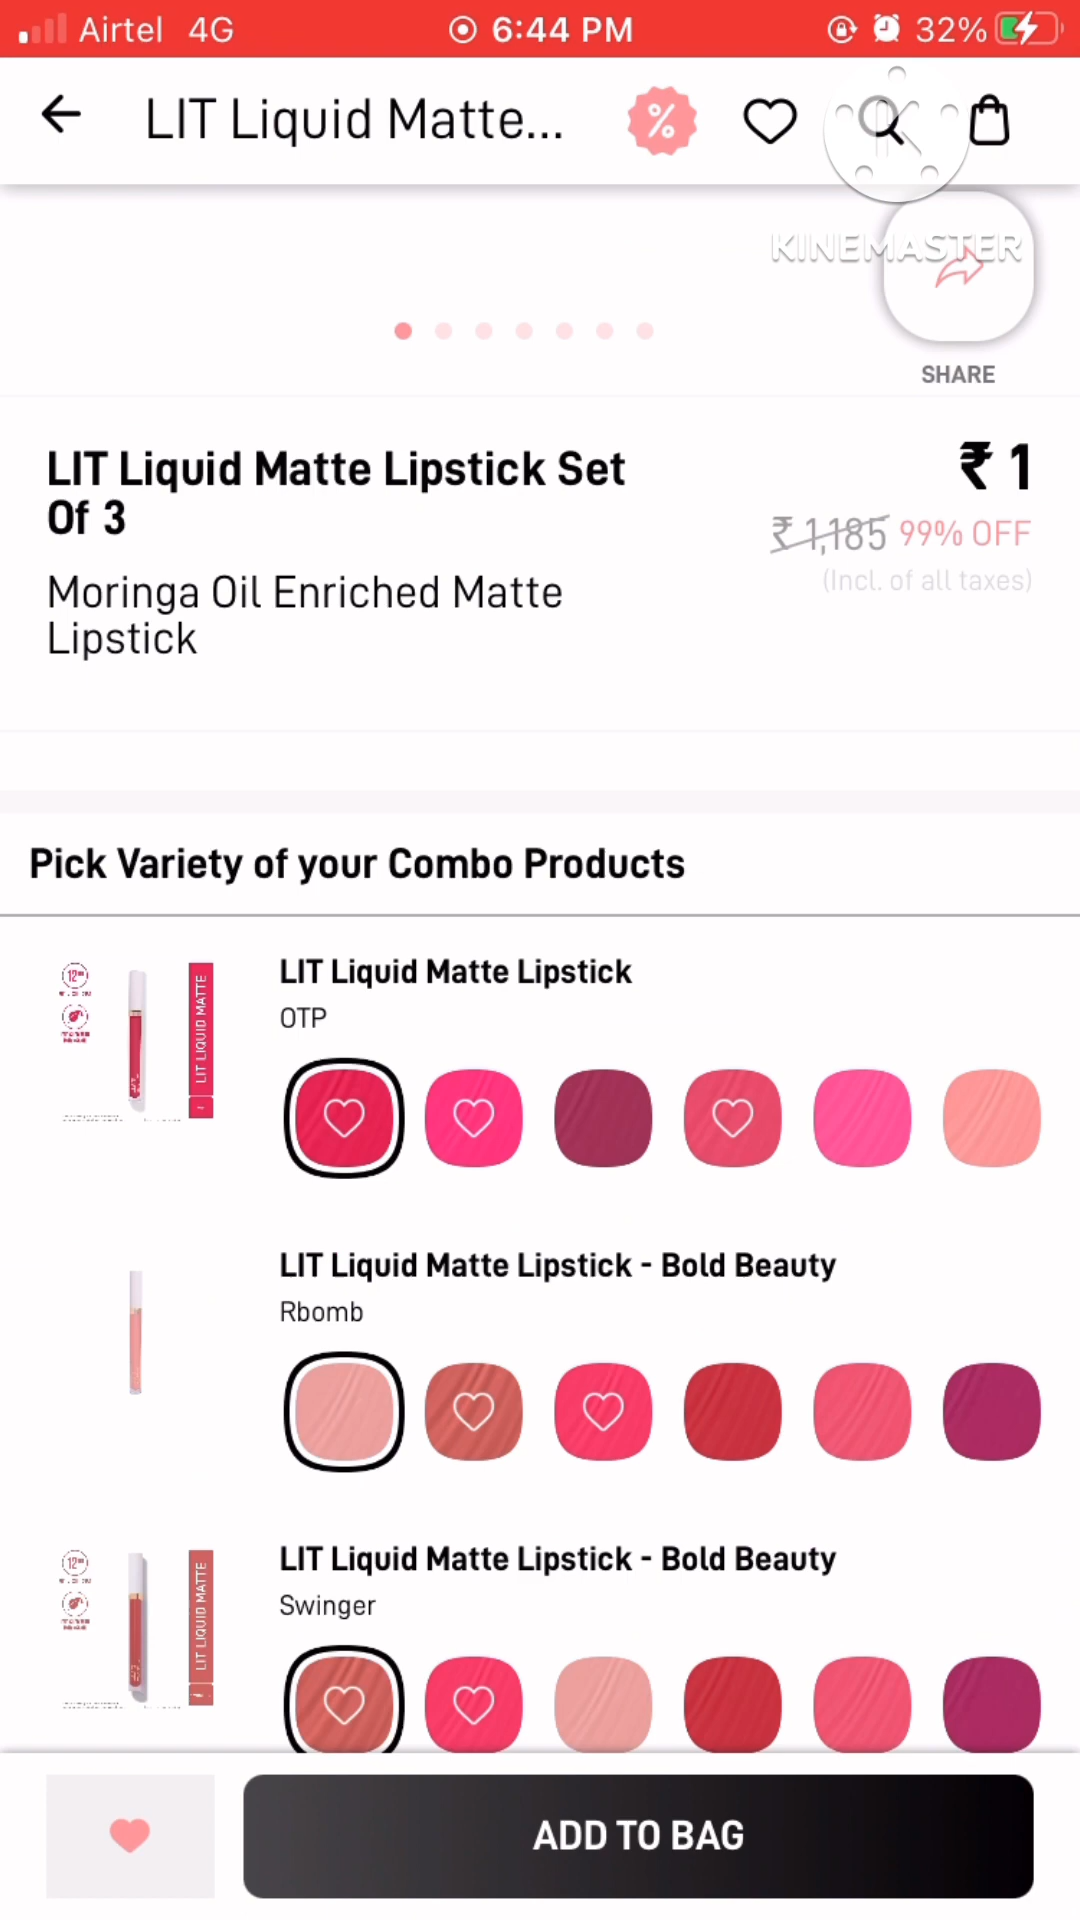 Airtel 4G 6:44 PM 32%
LIT Liquid Matte...
%
KINEMASTER
SHARE
LIT Liquid Matte Lipstick Set
Of 3
₹ 1
₹ 1,185 99% OFF
(Incl. of all taxes)
Moringa Oil Enriched Matte
Lipstick
Pick Variety of your Combo Products
LIT Liquid Matte Lipstick
OTP
LIT LIQUID MATTE
LIT Liquid Matte Lipstick - Bold Beauty
Rbomb
LIT Liquid Matte Lipstick - Bold Beauty
Swinger
LIT LIQUID MATTE
ADD TO BAG